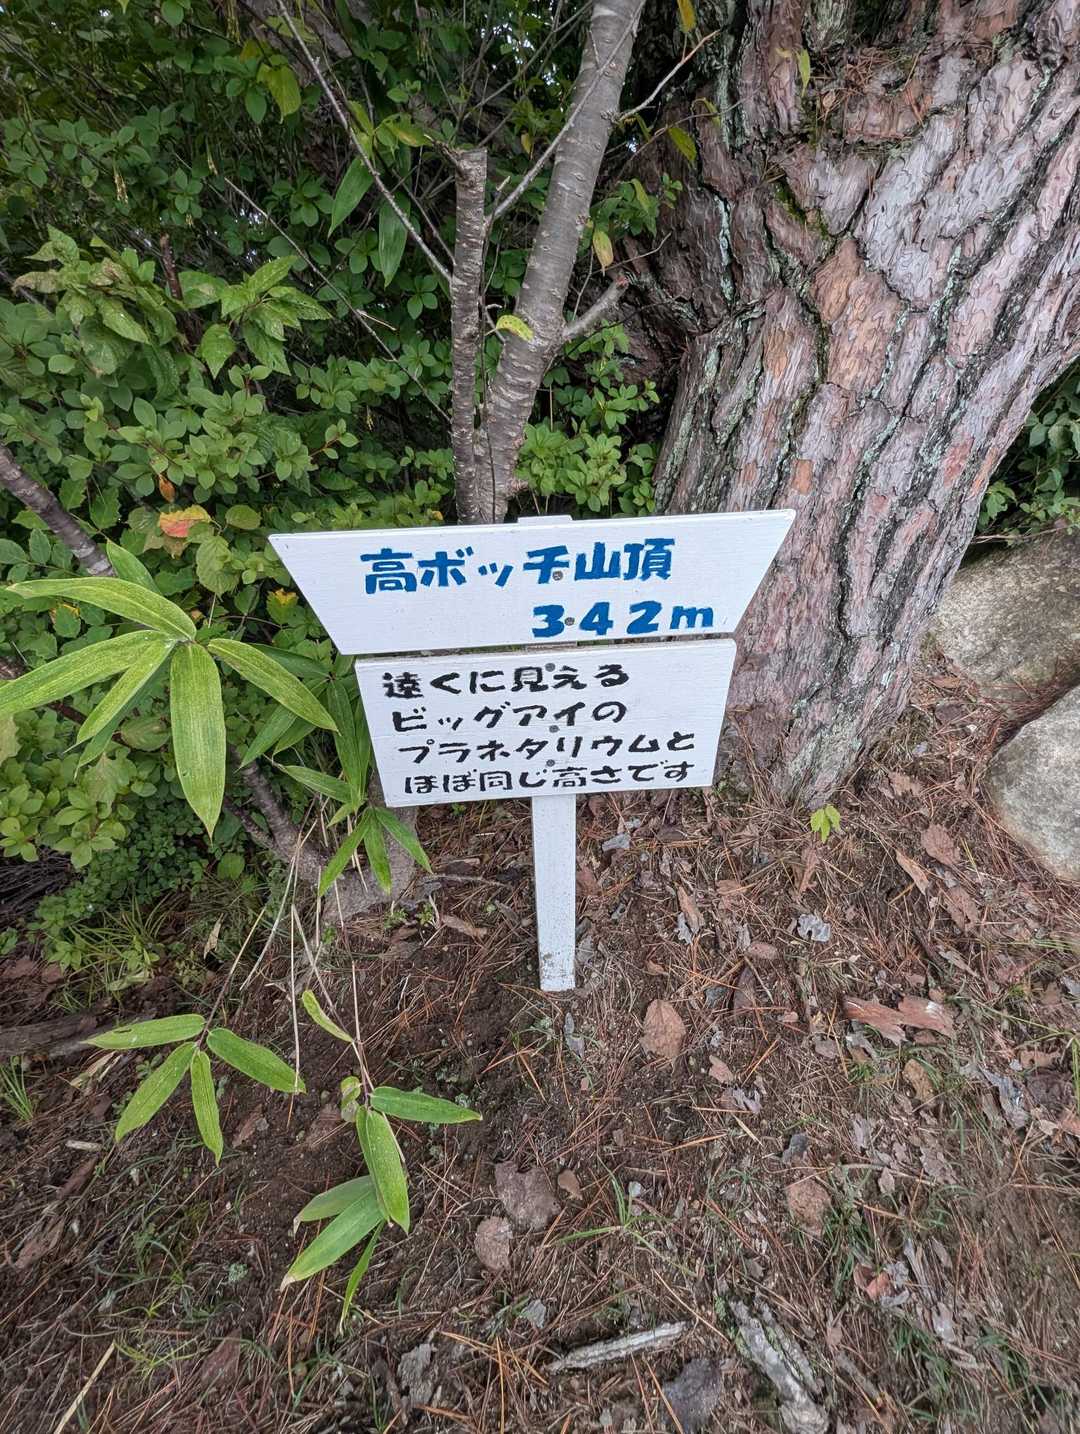 高ボッチ山頂
342m
遠くに見える
ビッグアイの
プラネタリウムと
ほぼ同じ高さです